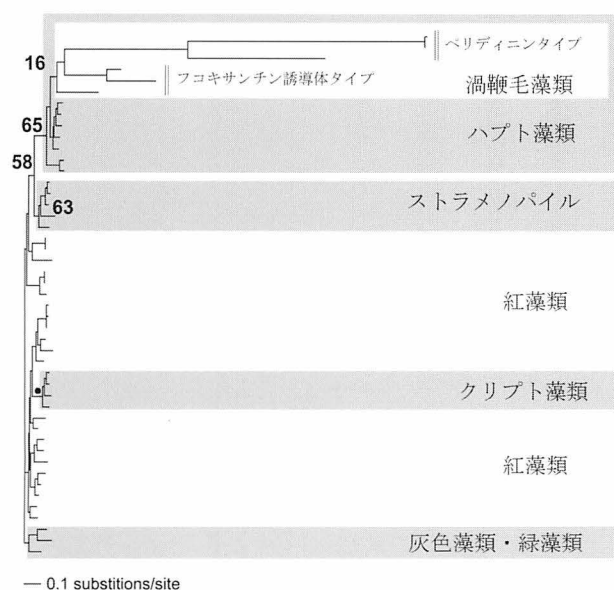 ペリディニンタイプ
16
フコキサンチン誘導体タイプ
渦鞭毛藻類
65
ハプト藻類
58
63
ストラメノパイル
紅藻類
クリプト藻類
紅藻類
灰色藻類・緑藻類
0.1 substitions/site